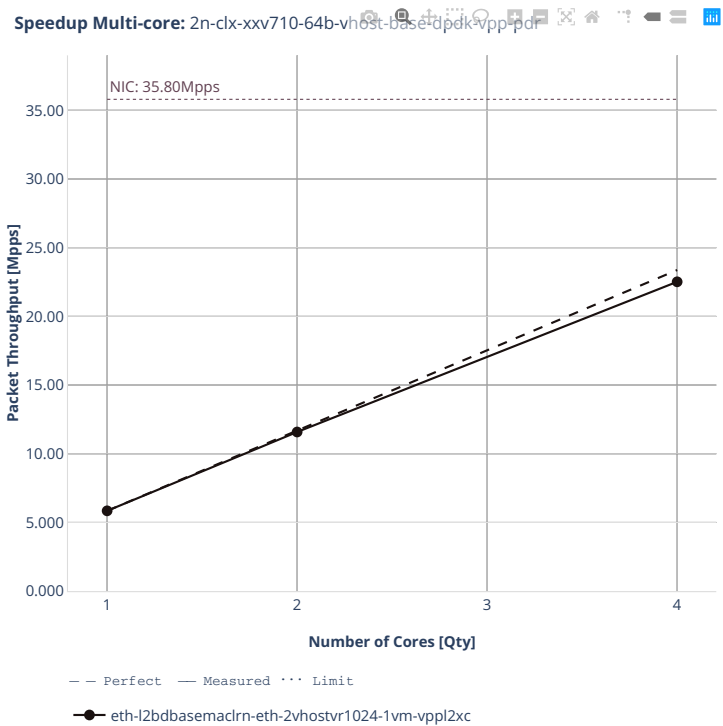 Speedup Multi-core: 2n-clx-xxv710-64b-vhost-base-dpdk-vpp-pdr
NIC: 35.80Mpps
35.00
30.00
25.00
20.00
15.00
10.00
5.000
0.000
Packet Throughput [Mpps]
1 2 3 4
Number of Cores [Qty]
Perfect Measured Limit
eth-l2bdbasemaclrn-eth-2vhostvr1024-1vm-vppl2xc